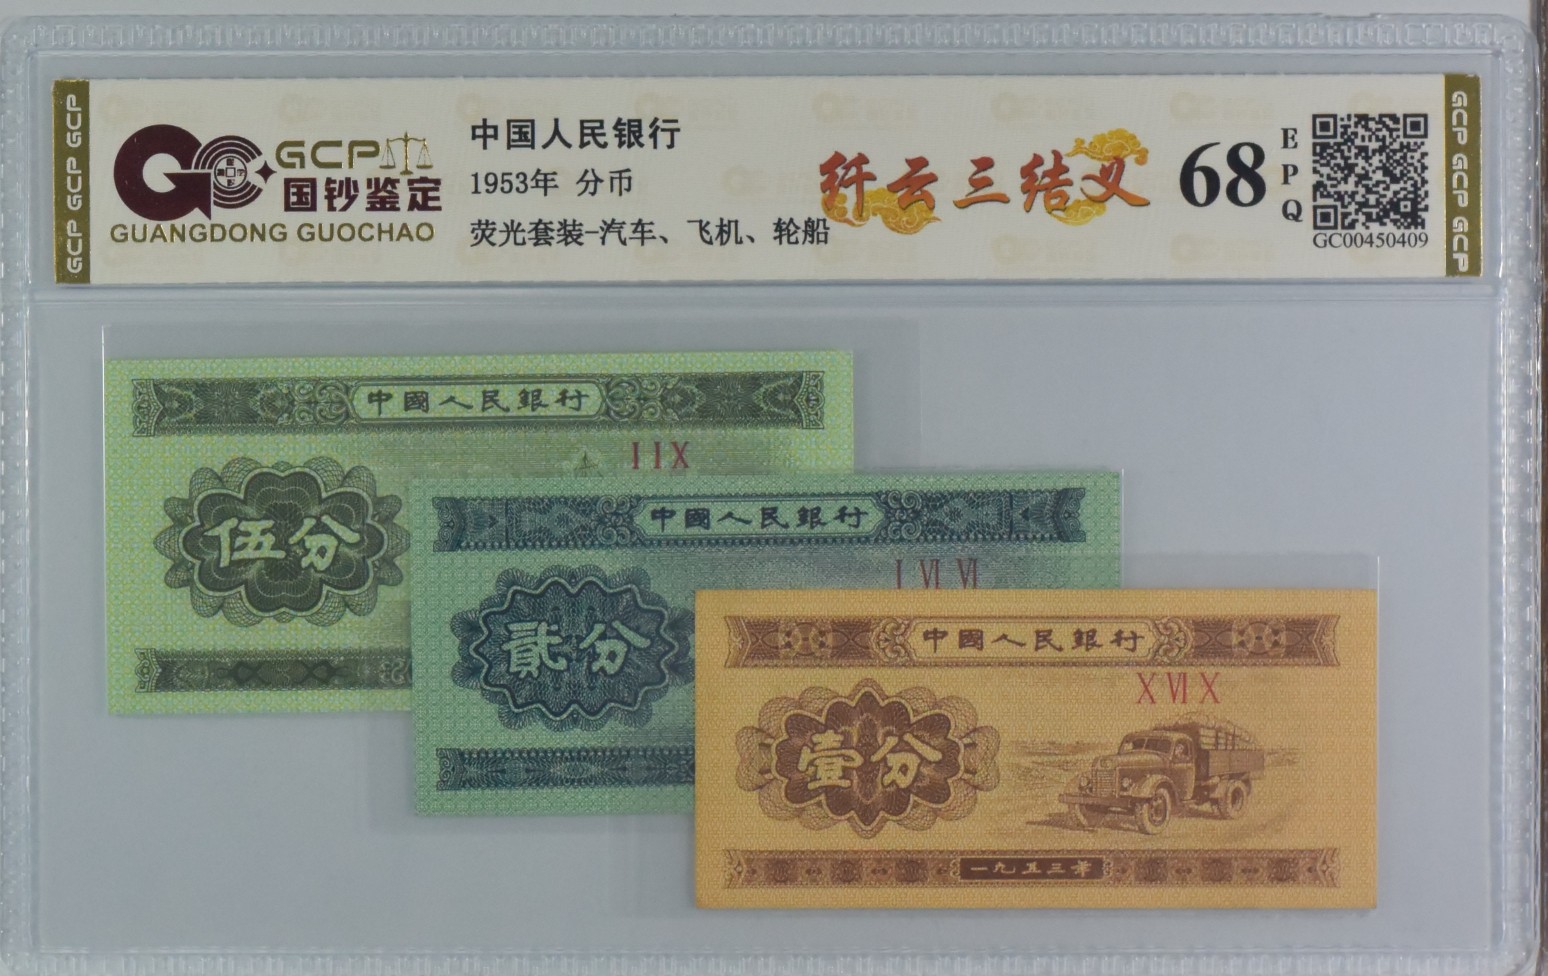 GCP GCP GCP
GCP
国钞鉴定
GUANGDONG GUOCHAO
中国人民银行
1953年 分币
荧光套装-汽车、飞机、轮船
纤云三结义
68
EPQ
GC00450409
GCP GCP GCP
中國人民銀行
IIX
伍分
中國人民銀行
I VI VI
貳分
中國人民銀行
X VI X
壹分
一九五三年